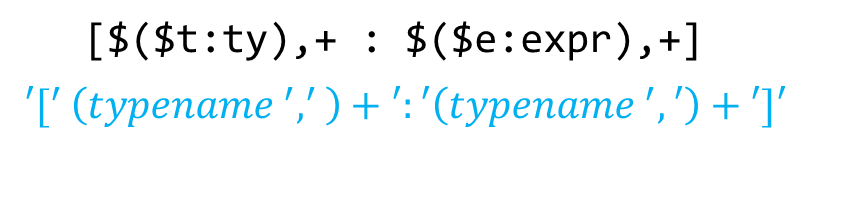 [$($t:ty),+ : $($e:expr),+]
′[′ (typename ′,′ ) + ′:′(typename ′,′) + ′]′